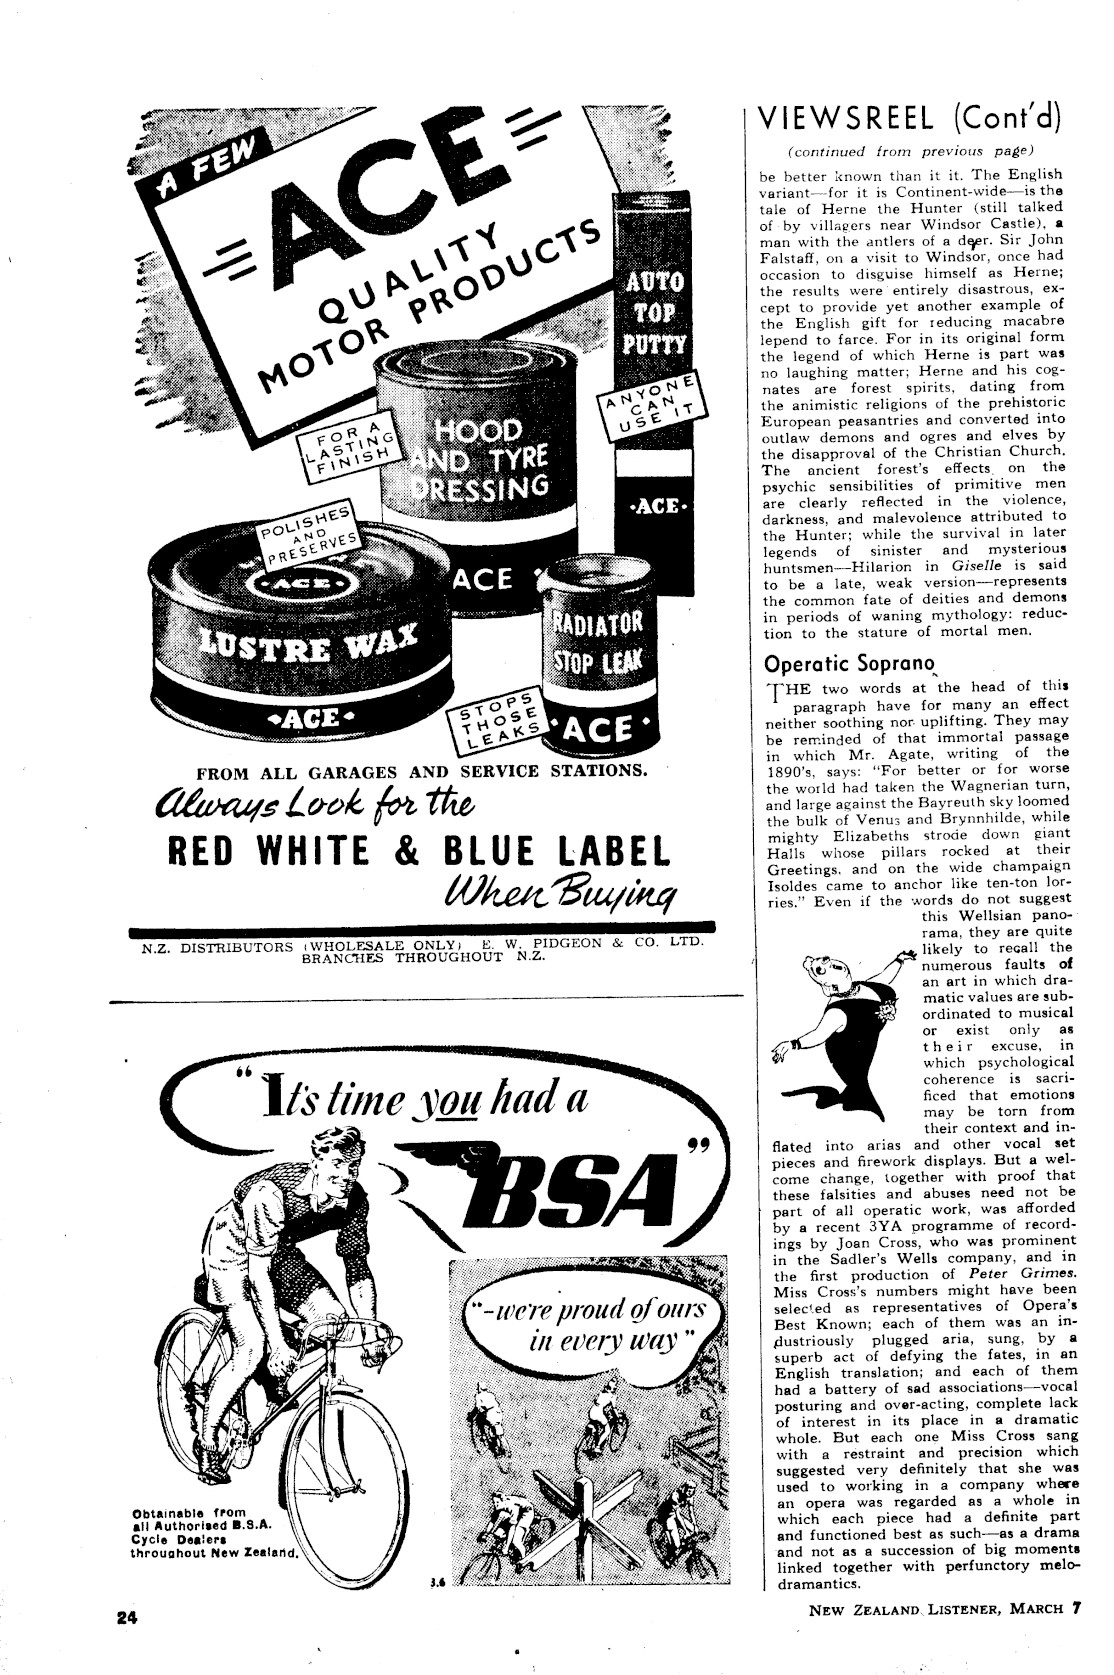 A FEW
ACE
QUALITY
MOTOR PRODUCTS
AUTO
TOP
PUTTY
ANYONE
CAN
USE IT
·ACE·
FOR A
LASTING
FINISH
HOOD
AND TYRE
DRESSING
ACE
POLISHES
AND
PRESERVES
·ACE·
LUSTRE WAX
·ACE·
RADIATOR
STOP LEAK
·ACE·
STOPS
THOSE
LEAKS
FROM ALL GARAGES AND SERVICE STATIONS.
Always Look for the
RED WHITE & BLUE LABEL
When Buying
N.Z. DISTRIBUTORS (WHOLESALE ONLY) E. W. PIDGEON & CO. LTD.
BRANCHES THROUGHOUT N.Z.
"It's time you had a
BSA"
"-we're proud of ours
in every way"
Obtainable from
all Authorised B.S.A.
Cycle Dealers
throughout New Zealand.
3.6
VIEWSREEL (Cont'd)
(continued from previous page)
be better known than it it. The English
variant—for it is Continent-wide—is the
tale of Herne the Hunter (still talked
of by villagers near Windsor Castle), a
man with the antlers of a deer. Sir John
Falstaff, on a visit to Windsor, once had
occasion to disguise himself as Herne;
the results were entirely disastrous, ex-
cept to provide yet another example of
the English gift for reducing macabre
lepend to farce. For in its original form
the legend of which Herne is part was
no laughing matter; Herne and his cog-
nates are forest spirits, dating from
the animistic religions of the prehistoric
European peasantries and converted into
outlaw demons and ogres and elves by
the disapproval of the Christian Church.
The ancient forest's effects on the
psychic sensibilities of primitive men
are clearly reflected in the violence,
darkness, and malevolence attributed to
the Hunter; while the survival in later
legends of sinister and mysterious
huntsmen—Hilarion in Giselle is said
to be a late, weak version—represents
the common fate of deities and demons
in periods of waning mythology: reduc-
tion to the stature of mortal men.
Operatic Soprano
THE two words at the head of this
paragraph have for many an effect
neither soothing nor uplifting. They may
be reminded of that immortal passage
in which Mr. Agate, writing of the
1890's, says: "For better or for worse
the world had taken the Wagnerian turn,
and large against the Bayreuth sky loomed
the bulk of Venus and Brynnhilde, while
mighty Elizabeths strode down giant
Halls whose pillars rocked at their
Greetings, and on the wide champaign
Isoldes came to anchor like ten-ton lor-
ries." Even if the words do not suggest
this Wellsian pano-
rama, they are quite
likely to recall the
numerous faults of
an art in which dra-
matic values are sub-
ordinated to musical
or exist only as
their excuse, in
which psychological
coherence is sacri-
ficed that emotions
may be torn from
their context and in-
flated into arias and other vocal set
pieces and firework displays. But a wel-
come change, together with proof that
these falsities and abuses need not be
part of all operatic work, was afforded
by a recent 3YA programme of record-
ings by Joan Cross, who was prominent
in the Sadler's Wells company, and in
the first production of Peter Grimes.
Miss Cross's numbers might have been
selected as representatives of Opera's
Best Known; each of them was an in-
dustriously plugged aria, sung, by a
superb act of defying the fates, in an
English translation; and each of them
had a battery of sad associations—vocal
posturing and over-acting, complete lack
of interest in its place in a dramatic
whole. But each one Miss Cross sang
with a restraint and precision which
suggested very definitely that she was
used to working in a company where
an opera was regarded as a whole in
which each piece had a definite part
and functioned best as such—as a drama
and not as a succession of big moments
linked together with perfunctory melo-
dramantics.
24
NEW ZEALAND LISTENER, MARCH 7